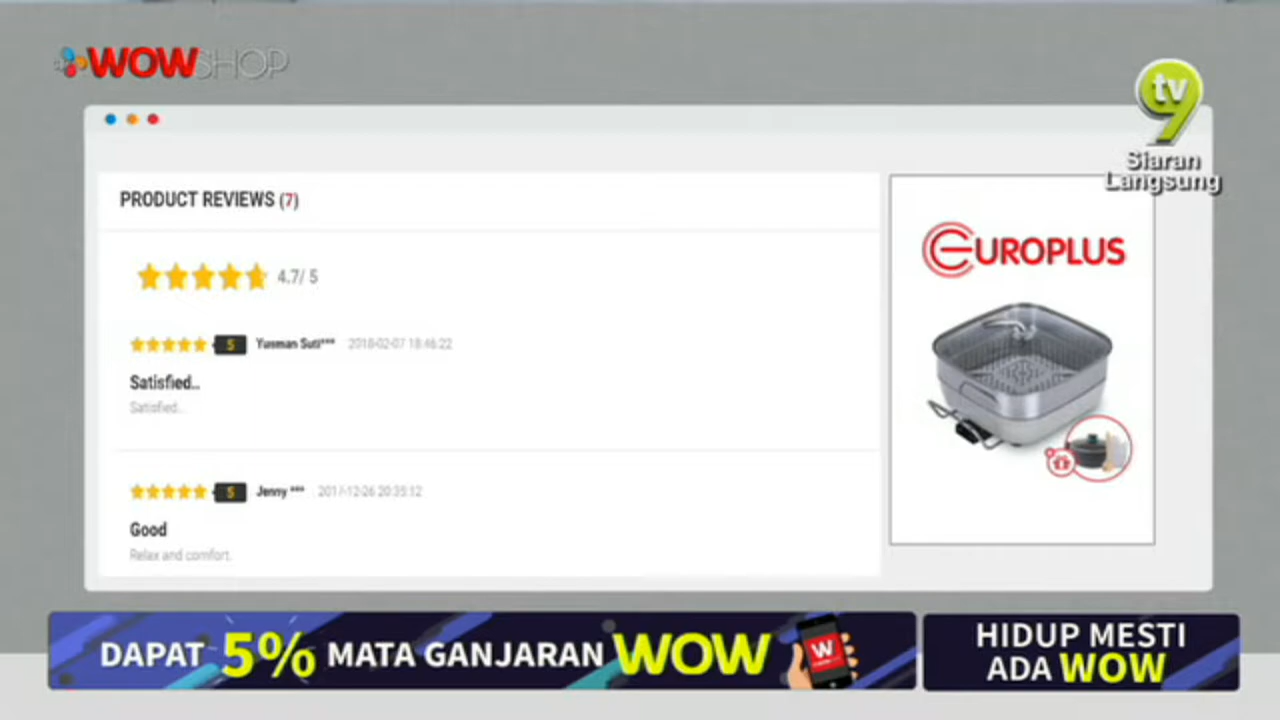 WOWSHOP
tv9
Siaran
Langsung
PRODUCT REVIEWS (7)
4.7/ 5
5 Yusman Suti*** 2018-02-07 18:46:22
Satisfied..
Satisfied..
5 Jenny *** 2017-12-26 20:35:12
Good
Relax and comfort.
EUROPLUS
DAPAT 5% MATA GANJARAN WOW
W
HIDUP MESTI
ADA WOW